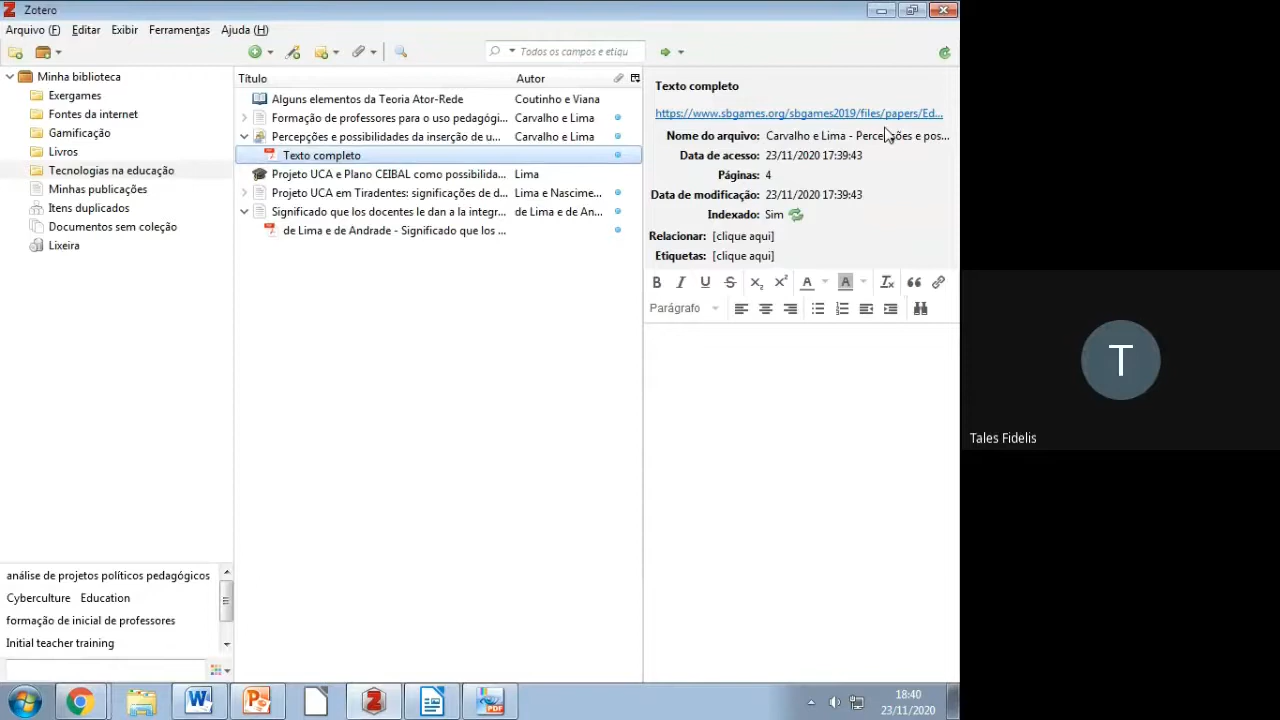 Zotero
Arquivo (F) Editar Exibir Ferramentas Ajuda (H)
Todos os campos e etiqu
Minha biblioteca
Exergames
Fontes da internet
Gamificação
Livros
Tecnologias na educação
Minhas publicações
Itens duplicados
Documentos sem coleção
Lixeira
análise de projetos políticos pedagógicos
Cyberculture Education
formação de inicial de professores
Initial teacher training
Título Autor
Alguns elementos da Teoria Ator-Rede Coutinho e Viana
Formação de professores para o uso pedagógi... Carvalho e Lima
Percepções e possibilidades da inserção de u... Carvalho e Lima
Texto completo
Projeto UCA e Plano CEIBAL como possibilida... Lima
Projeto UCA em Tiradentes: significações de d... Lima e Nascime...
Significado que los docentes le dan a la integr... de Lima e de An...
de Lima e de Andrade - Significado que los ...
Texto completo
https://www.sbgames.org/sbgames2019/files/papers/Ed...
Nome do arquivo: Carvalho e Lima - Percepções e pos...
Data de acesso: 23/11/2020 17:39:43
Páginas: 4
Data de modificação: 23/11/2020 17:39:43
Indexado: Sim
Relacionar: [clique aqui]
Etiquetas: [clique aqui]
B I U S X₂ X² A A Tx
Parágrafo
T
Tales Fidelis
W P Z PDF
18:40
23/11/2020